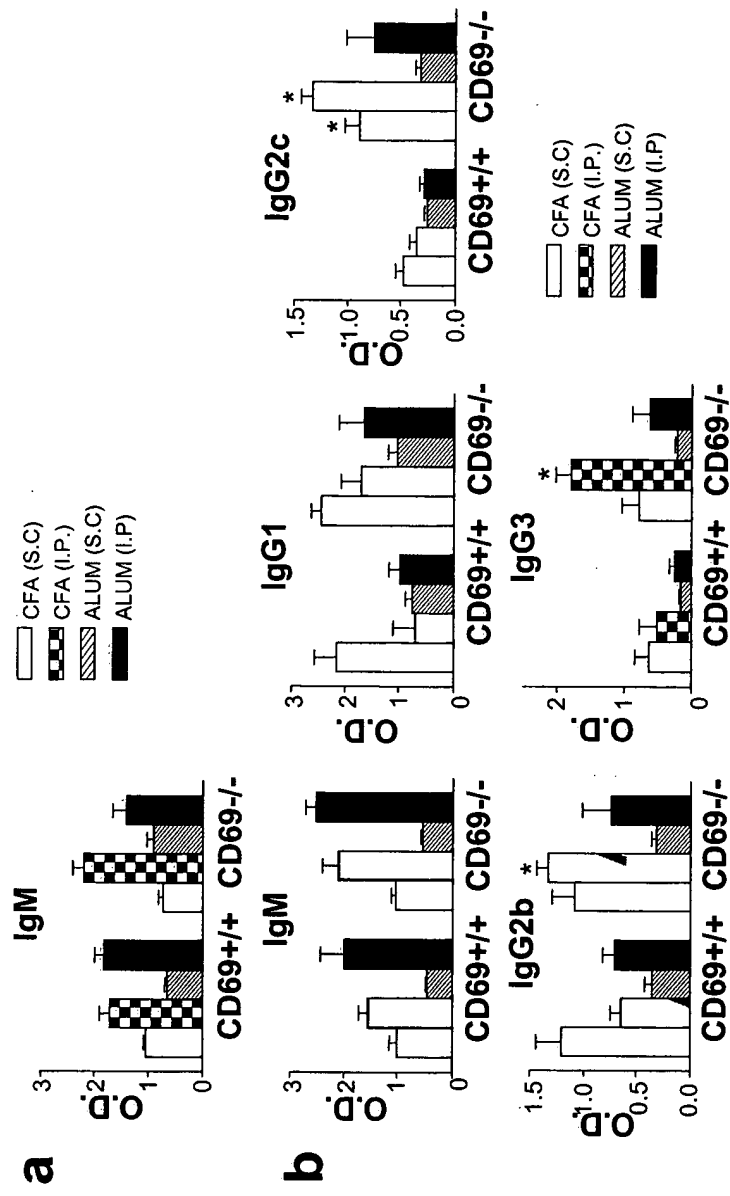 a
IgM
O.D.
3
2
1
0
CD69+/+ CD69-/-
CFA (S.C)
CFA (I.P.)
ALUM (S.C)
ALUM (I.P)
b
IgM
O.D.
3
2
1
0
CD69+/+ CD69-/-
IgG1
O.D.
3
2
1
0
CD69+/+ CD69-/-
IgG2c
O.D.
1.5
1.0
0.5
0.0
* *
CD69+/+ CD69-/-
IgG2b
O.D.
1.5
1.0
0.5
0.0
*
CD69+/+ CD69-/-
IgG3
O.D.
2
1
0
*
CD69+/+ CD69-/-
CFA (S.C)
CFA (I.P.)
ALUM (S.C)
ALUM (I.P)